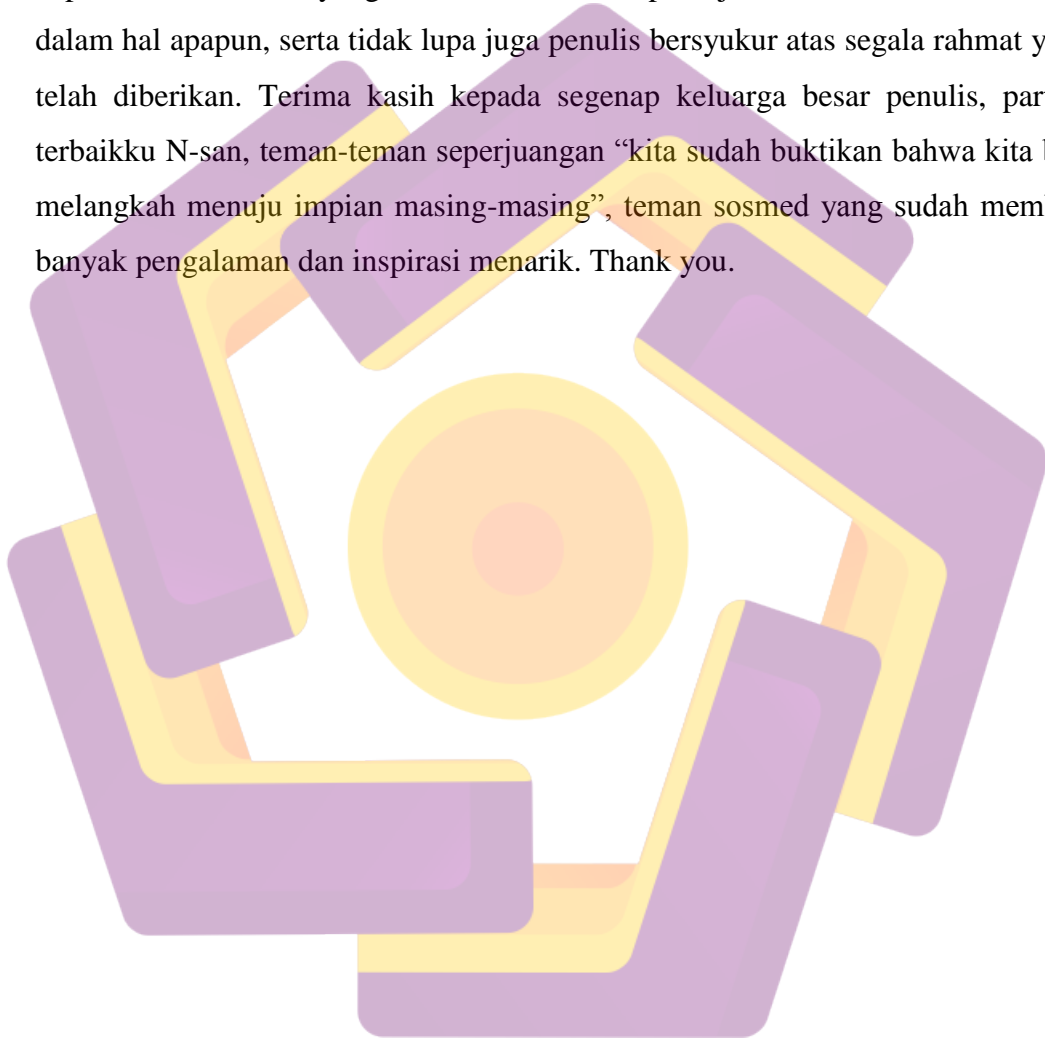 dalam hal apapun, serta tidak lupa juga penulis bersyukur atas segala rahmat
telah diberikan. Terima kasih kepada segenap keluarga besar penulis,
terbaikku N-san, teman-teman seperjuangan “kita sudah buktikan bahwa kita
melangkah menuju impian masing-masing”, teman sosmed yang sudah
banyak pengalaman dan inspirasi menarik. Thank you.